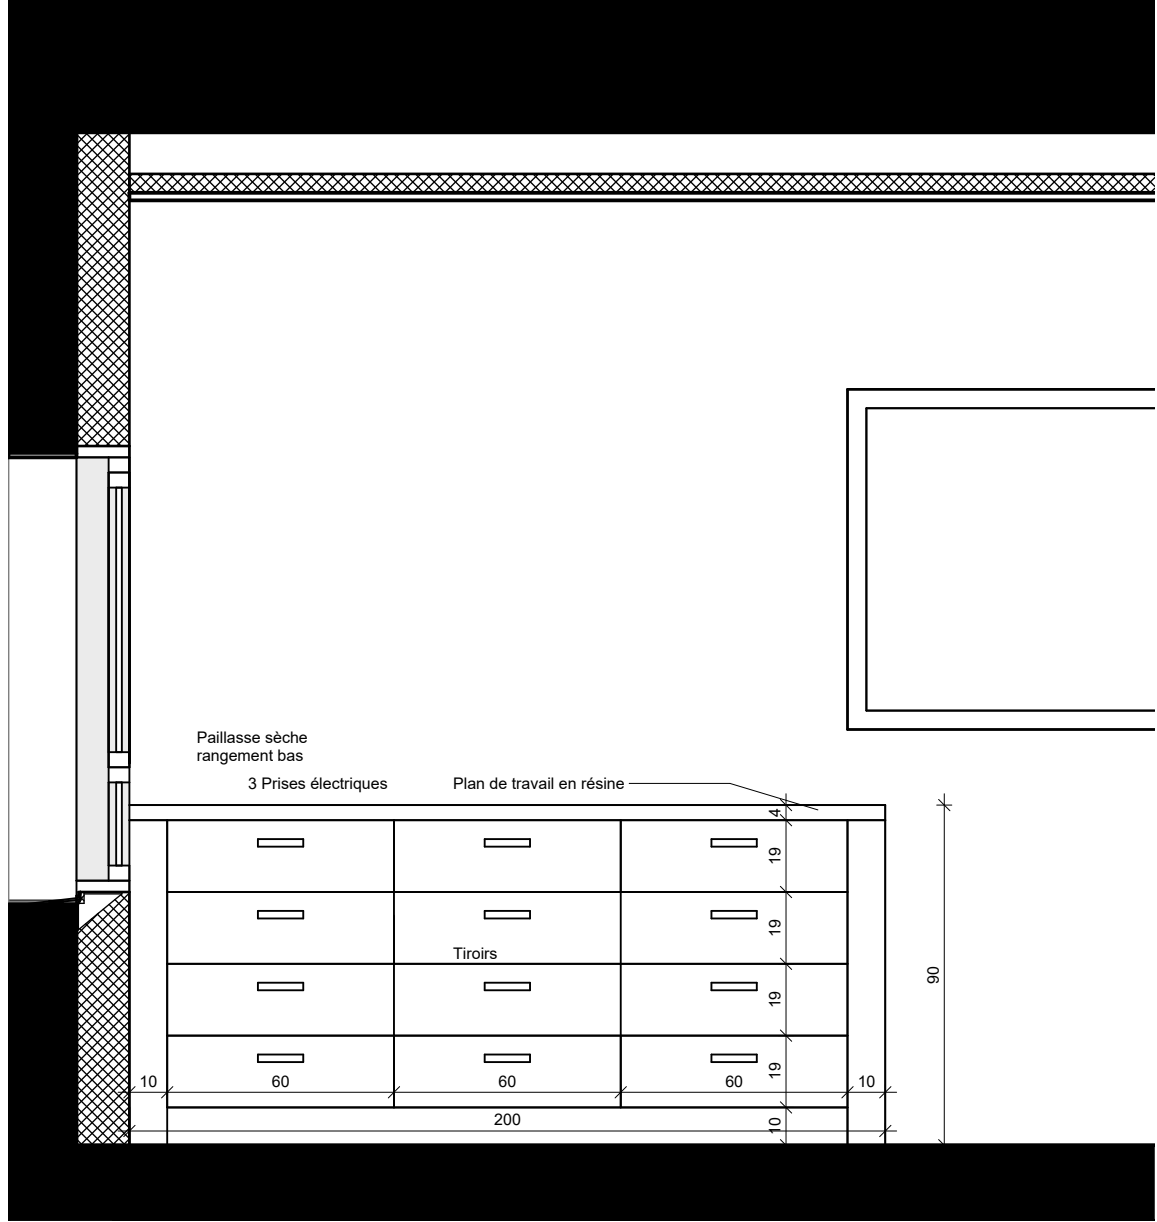 Paillasse sèche
rangement bas
3 Prises électriques
Plan de travail en résine
4
19
19
Tiroirs
90
19
10
60
60
60
19
10
200
10